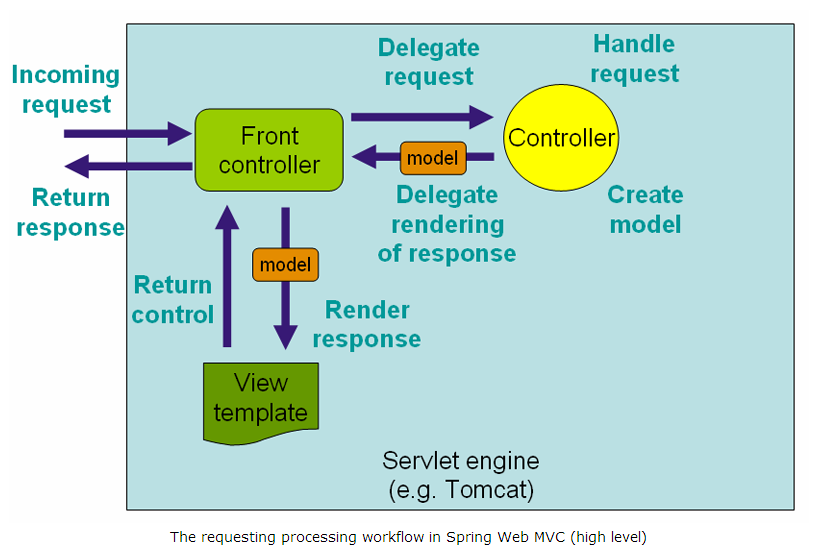 Incoming
request
Return
response
Front
controller
Delegate
request
Handle
request
Controller
model
Delegate
rendering
of response
Create
model
model
Return
control
Render
response
View
template
Servlet engine
(e.g. Tomcat)
The requesting processing workflow in Spring Web MVC (high level)